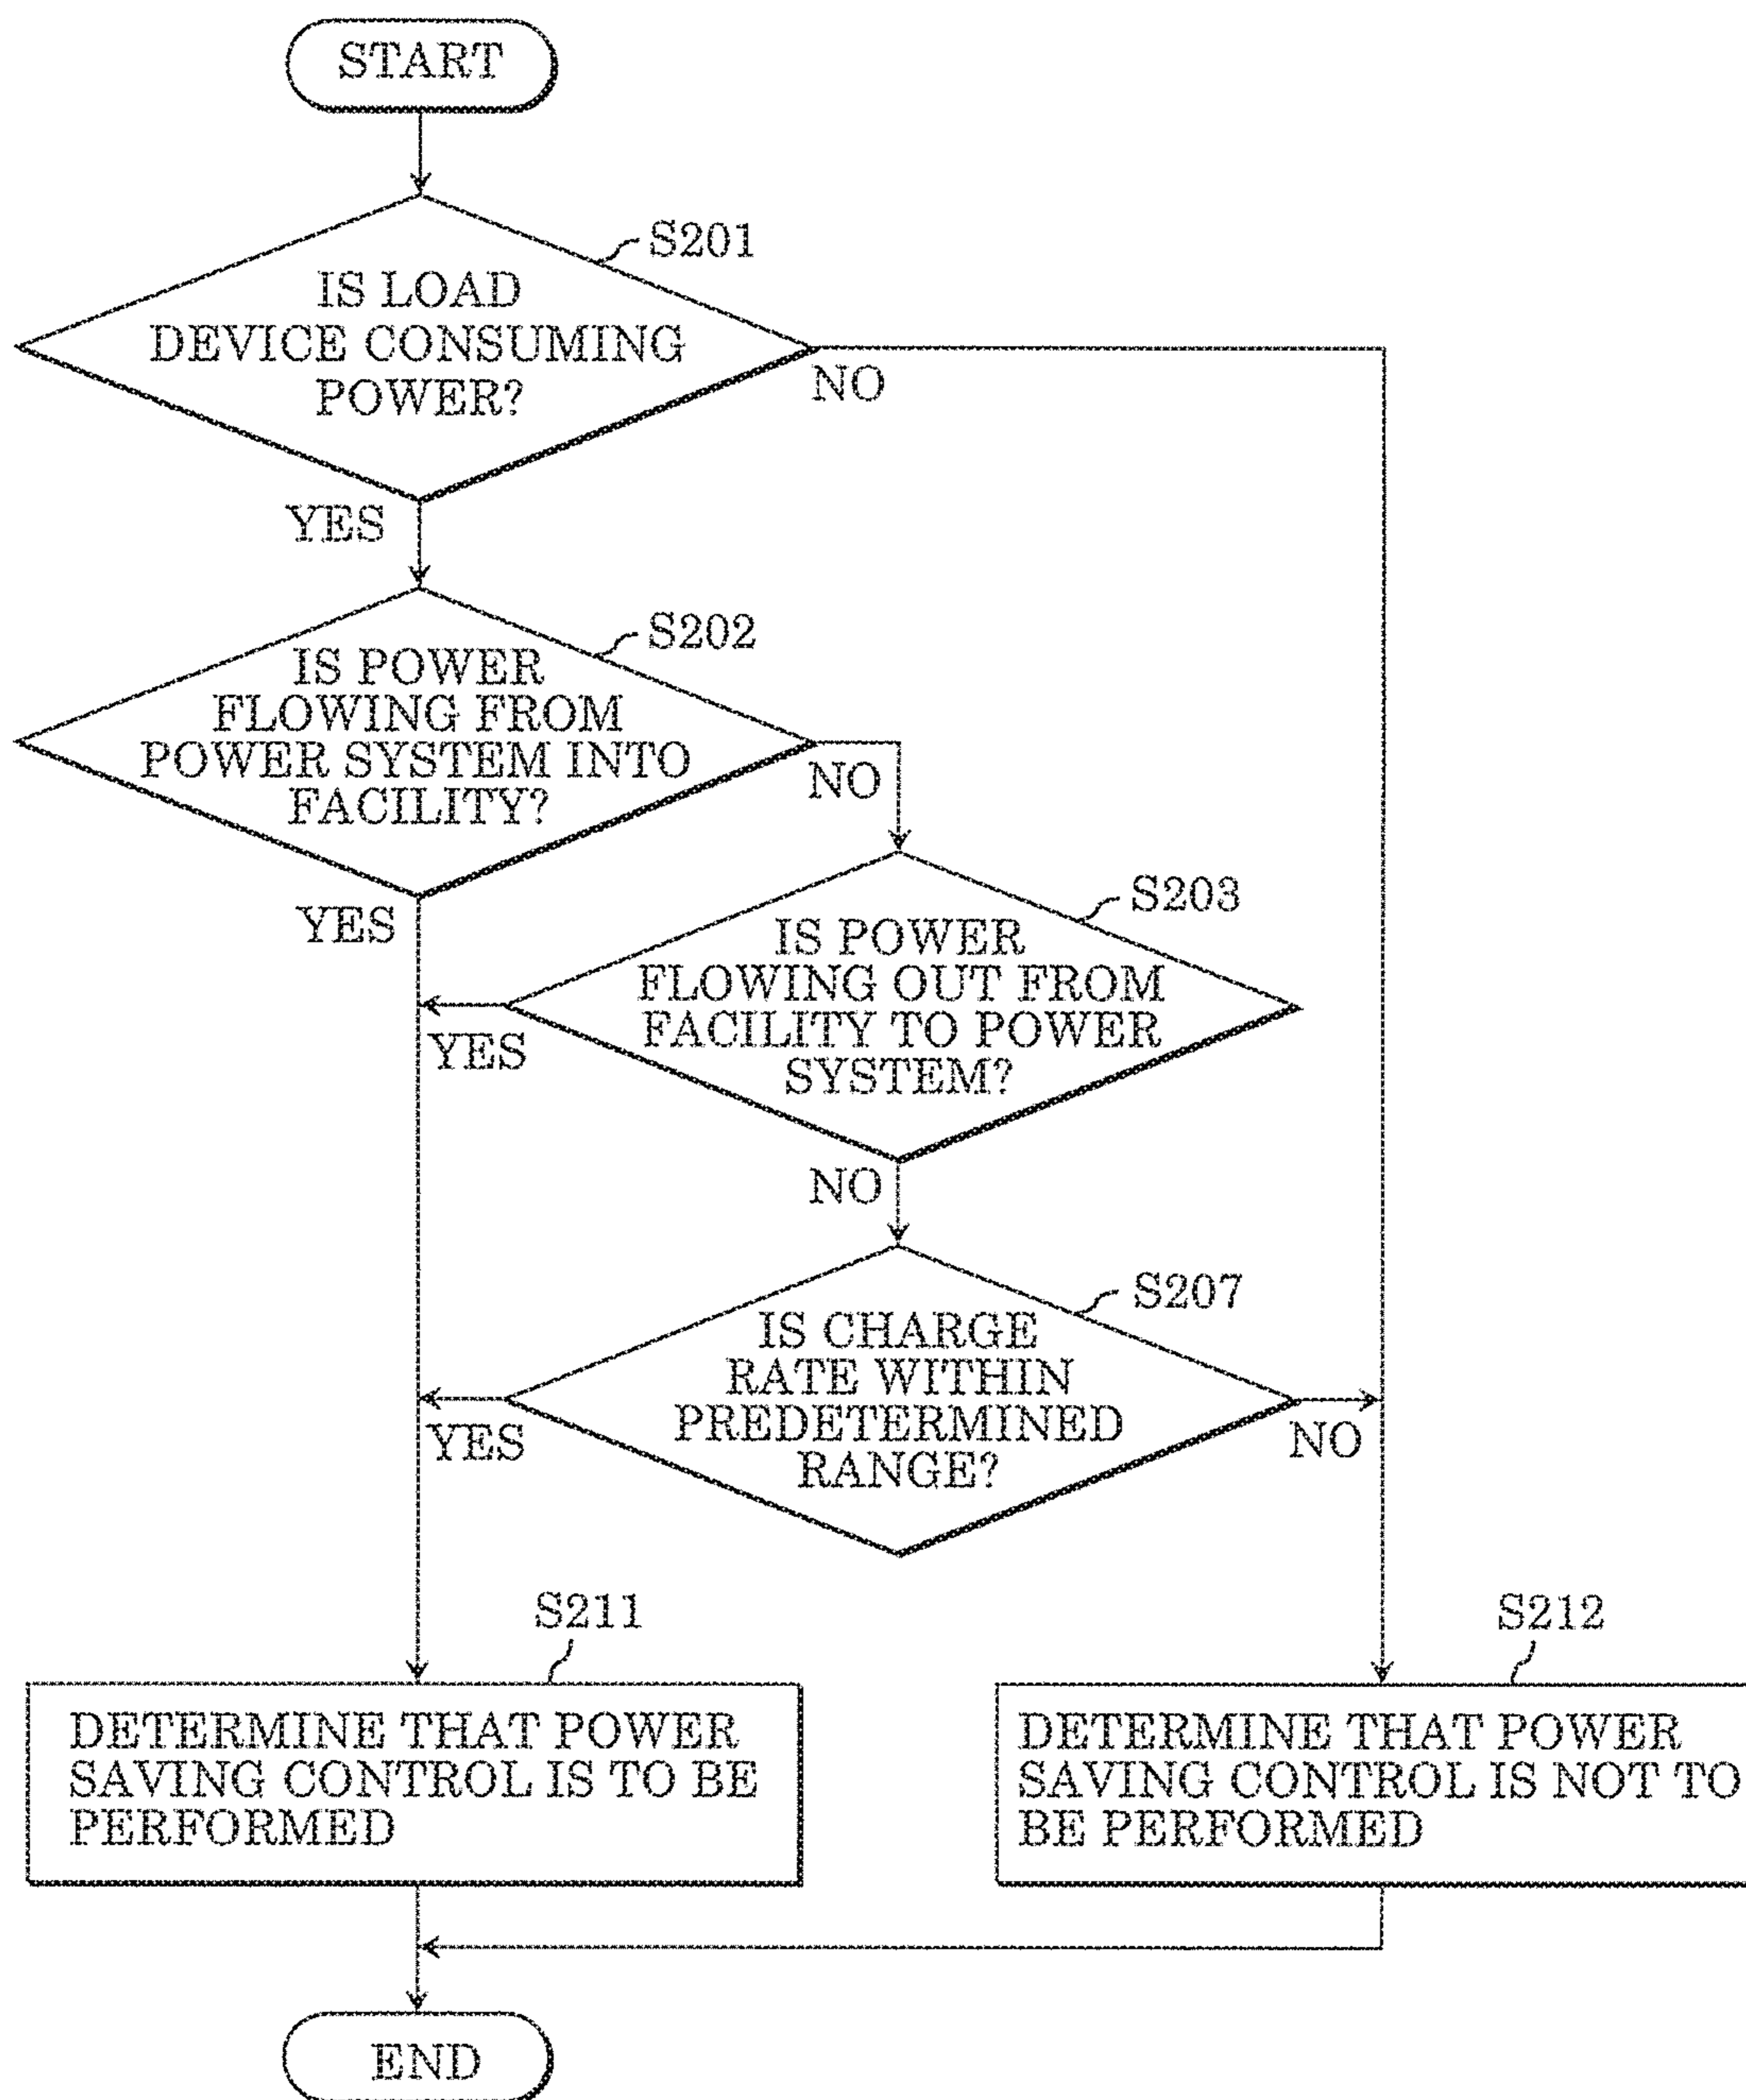 START
S201
IS LOAD
DEVICE CONSUMING
POWER?
NO
YES
S202
IS POWER
FLOWING FROM
POWER SYSTEM INTO
FACILITY?
NO
YES
S203
IS POWER
FLOWING OUT FROM
FACILITY TO POWER
SYSTEM?
YES
NO
S207
IS CHARGE
RATE WITHIN
PREDETERMINED
RANGE?
YES
NO
S211
DETERMINE THAT POWER
SAVING CONTROL IS TO BE
PERFORMED
S212
DETERMINE THAT POWER
SAVING CONTROL IS NOT TO
BE PERFORMED
END